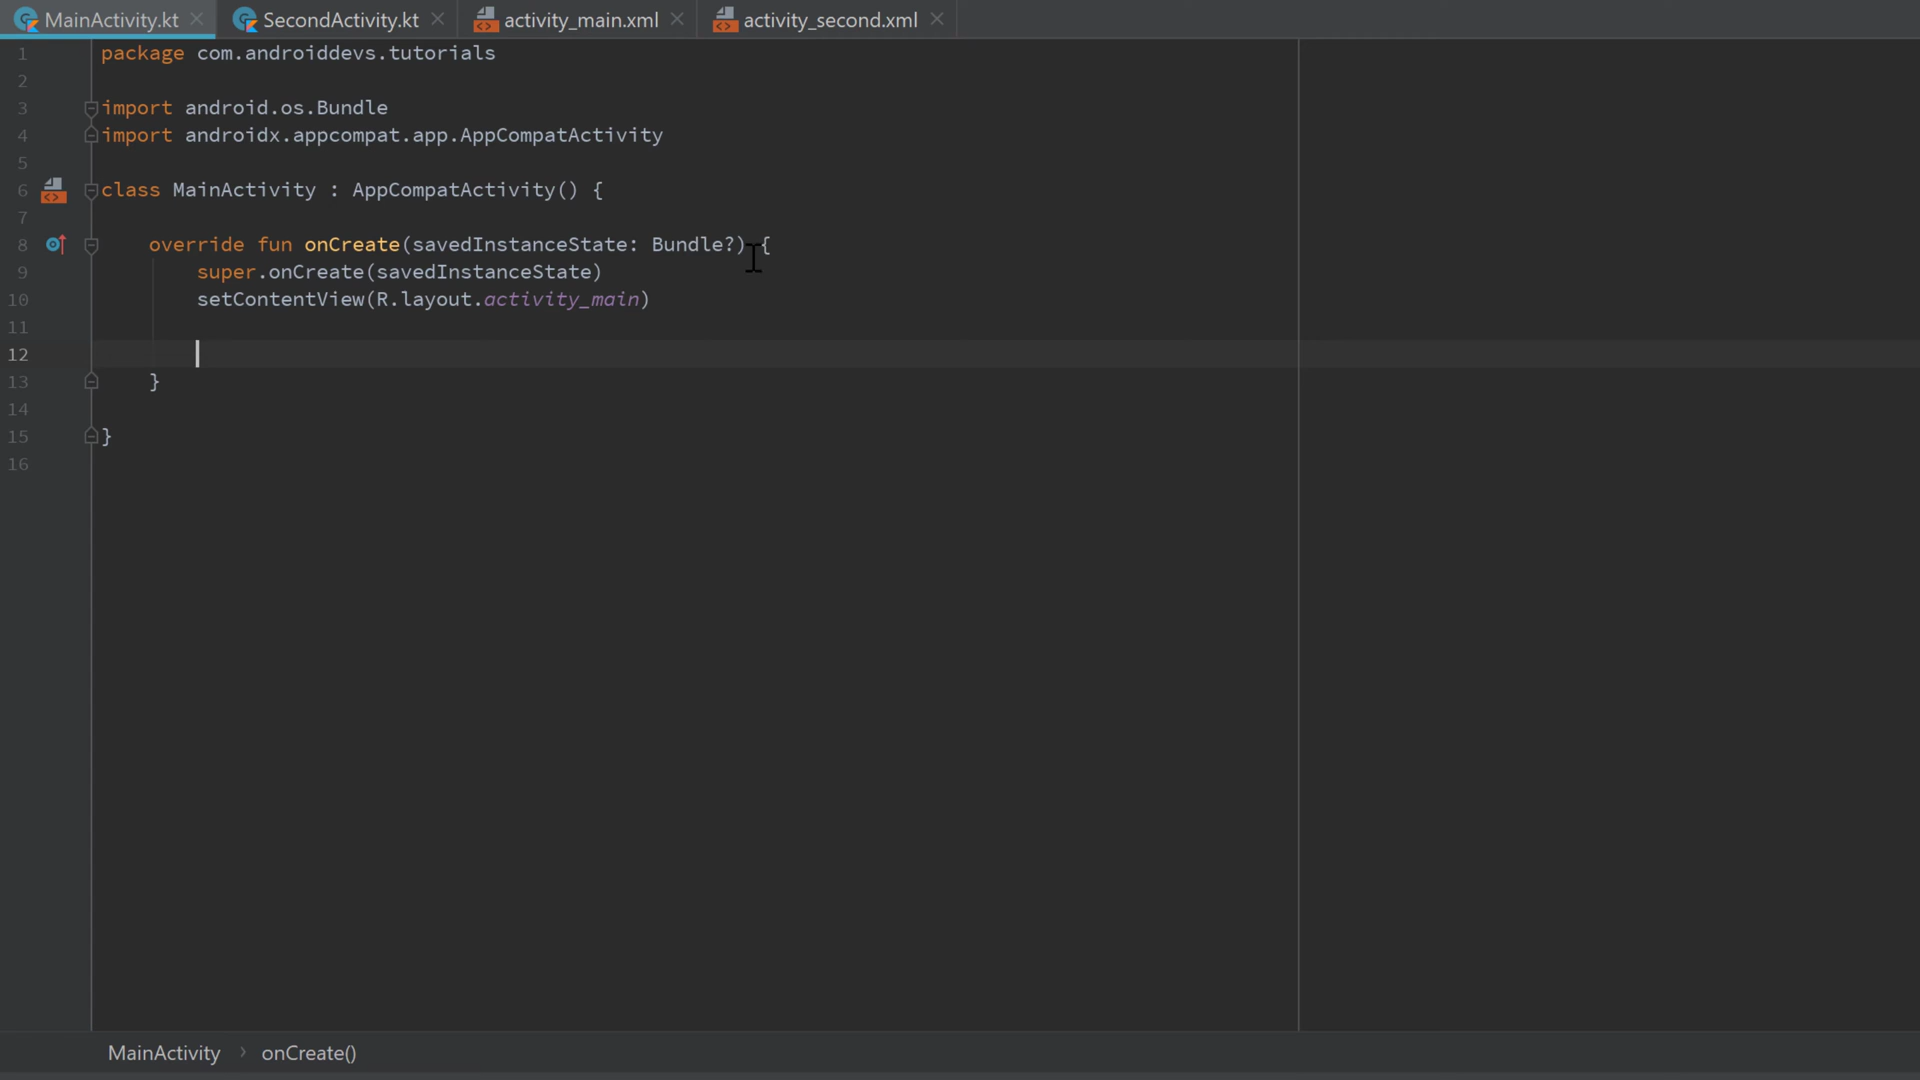 MainActivity.kt SecondActivity.kt activity_main.xml activity_second.xml
1 package com.androiddevs.tutorials
2
3 import android.os.Bundle
4 import androidx.appcompat.app.AppCompatActivity
5
6 class MainActivity : AppCompatActivity() {
7
8 override fun onCreate(savedInstanceState: Bundle?) {
9 super.onCreate(savedInstanceState)
10 setContentView(R.layout.activity_main)
11
12
13 }
14
15 }
16
MainActivity › onCreate()